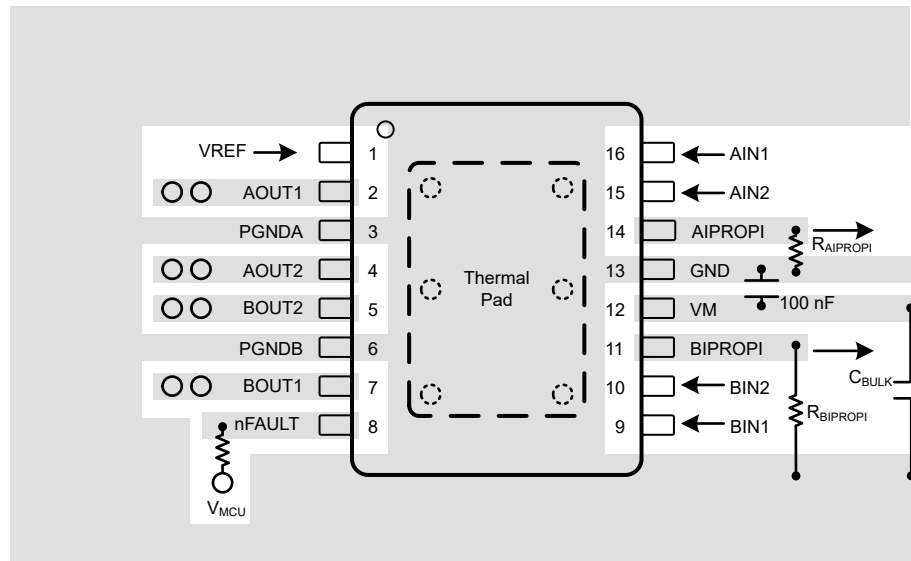 VREF 1 16 AIN1
AOUT1 2 15 AIN2
PGNDA 3 14 AIPROPI RAIPROPI
AOUT2 4 13 GND
Thermal
Pad
BOUT2 5 12 VM 100 nF
PGNDB 6 11 BIPROPI
BOUT1 7 10 BIN2 CBULK
nFAULT 8 9 BIN1 RBIPROPI
VMCU